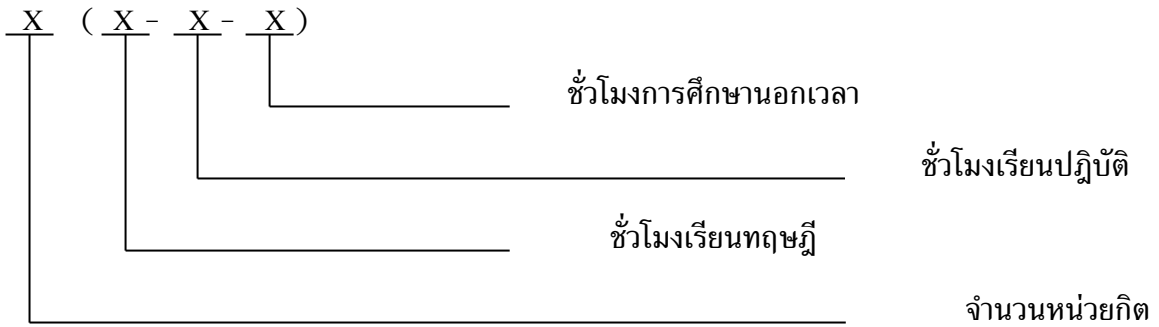 X ( X - X - X )
ชั่วโมงการศึกษานอกเวลา
ชั่วโมงเรียนปฎิบัติ
ชั่วโมงเรียนทฤษฎี
จำนวนหน่วยกิต